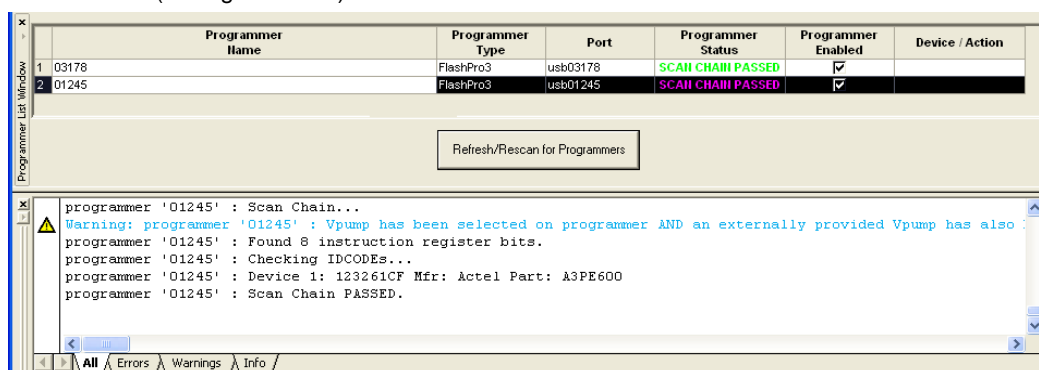 Programmer Name Programmer Type Port Programmer Status Programmer Enabled Device / Action
1 03178 FlashPro3 usb03178 SCAN CHAIN PASSED
2 01245 FlashPro3 usb01245 SCAN CHAIN PASSED
Programmer List Window
Refresh/Rescan for Programmers
programmer '01245' : Scan Chain...
Warning: programmer '01245' : Vpump has been selected on programmer AND an externally provided Vpump has also
programmer '01245' : Found 8 instruction register bits.
programmer '01245' : Checking IDCODEs...
programmer '01245' : Device 1: 123261CF Mfr: Actel Part: A3PE600
programmer '01245' : Scan Chain PASSED.
All Errors Warnings Info